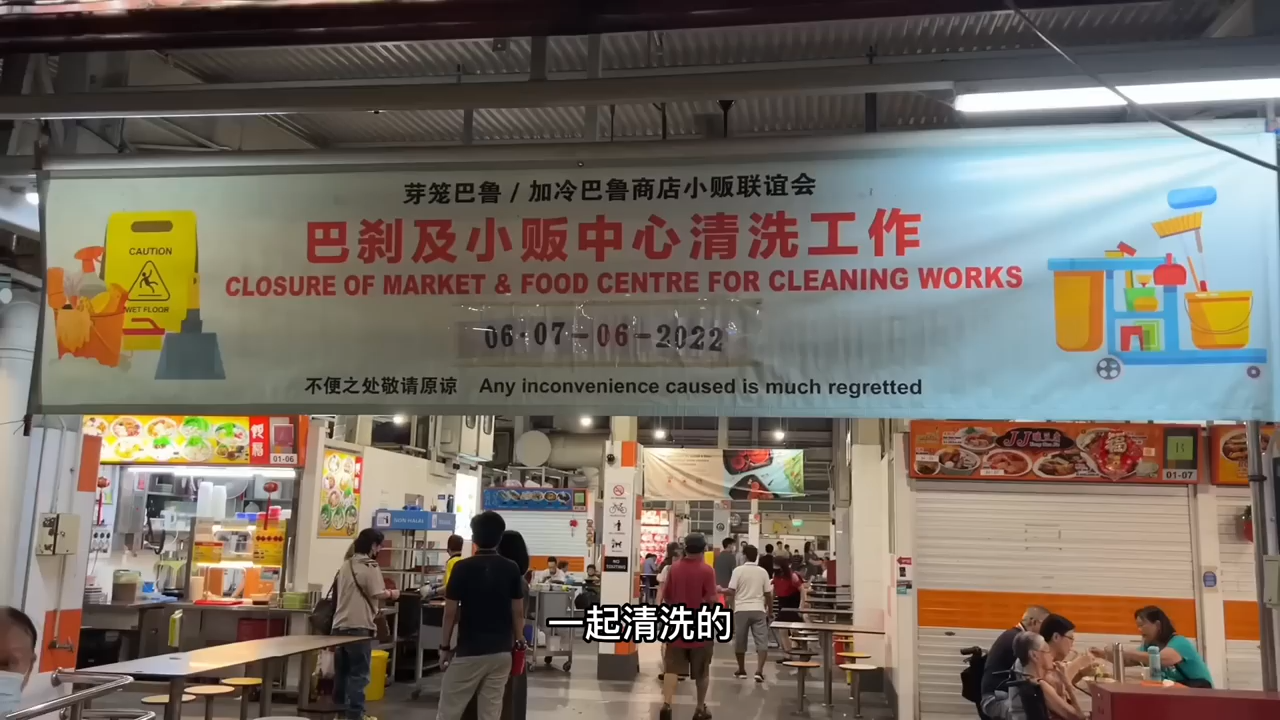 芽笼巴鲁 / 加冷巴鲁商店小贩联谊会
巴刹及小贩中心清洗工作
CLOSURE OF MARKET & FOOD CENTRE FOR CLEANING WORKS
06·07-06-2022
不便之处敬请原谅 Any inconvenience caused is much regretted
CAUTION
WET FLOOR
01-06
JJ
B
01-07
一起清洗的